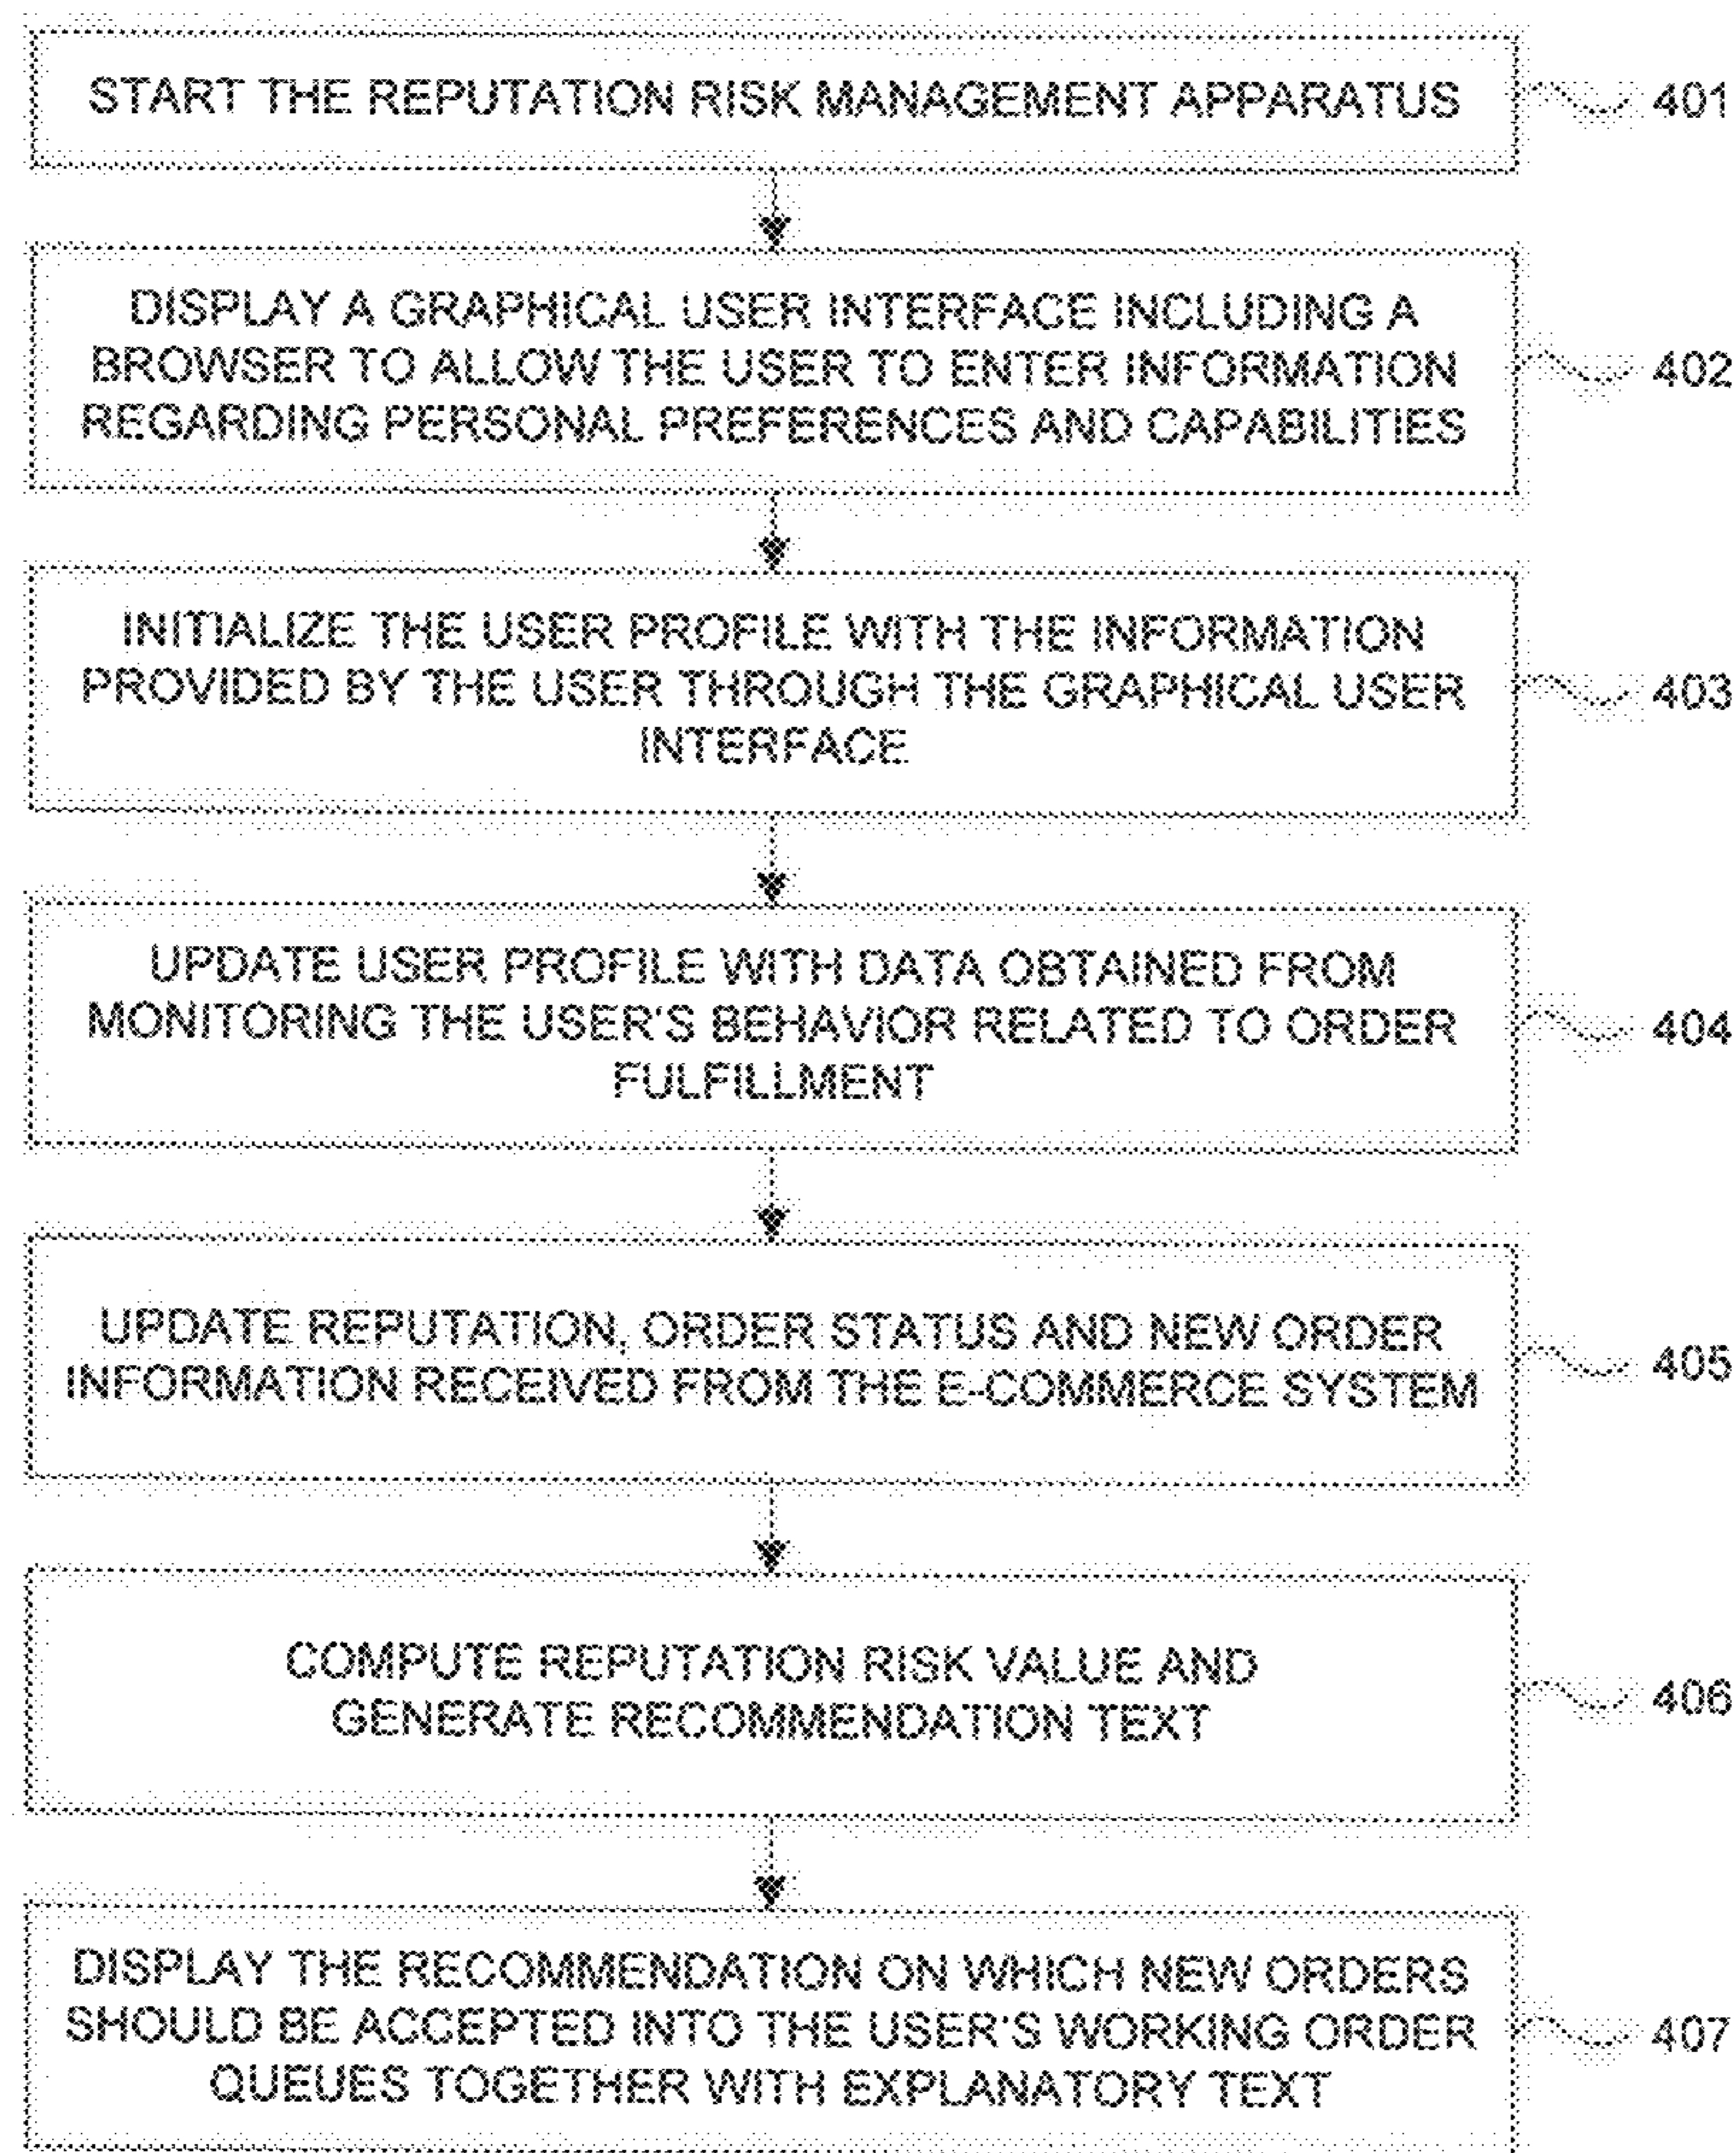 START THE REPUTATION RISK MANAGEMENT APPARATUS
401
DISPLAY A GRAPHICAL USER INTERFACE INCLUDING A
BROWSER TO ALLOW THE USER TO ENTER INFORMATION
REGARDING PERSONAL PREFERENCES AND CAPABILITIES
402
INITIALIZE THE USER PROFILE WITH THE INFORMATION
PROVIDED BY THE USER THROUGH THE GRAPHICAL USER
INTERFACE
403
UPDATE USER PROFILE WITH DATA OBTAINED FROM
MONITORING THE USER'S BEHAVIOR RELATED TO ORDER
FULFILLMENT
404
UPDATE REPUTATION, ORDER STATUS AND NEW ORDER
INFORMATION RECEIVED FROM THE E-COMMERCE SYSTEM
405
COMPUTE REPUTATION RISK VALUE AND
GENERATE RECOMMENDATION TEXT
406
DISPLAY THE RECOMMENDATION ON WHICH NEW ORDERS
SHOULD BE ACCEPTED INTO THE USER'S WORKING ORDER
QUEUES TOGETHER WITH EXPLANATORY TEXT
407